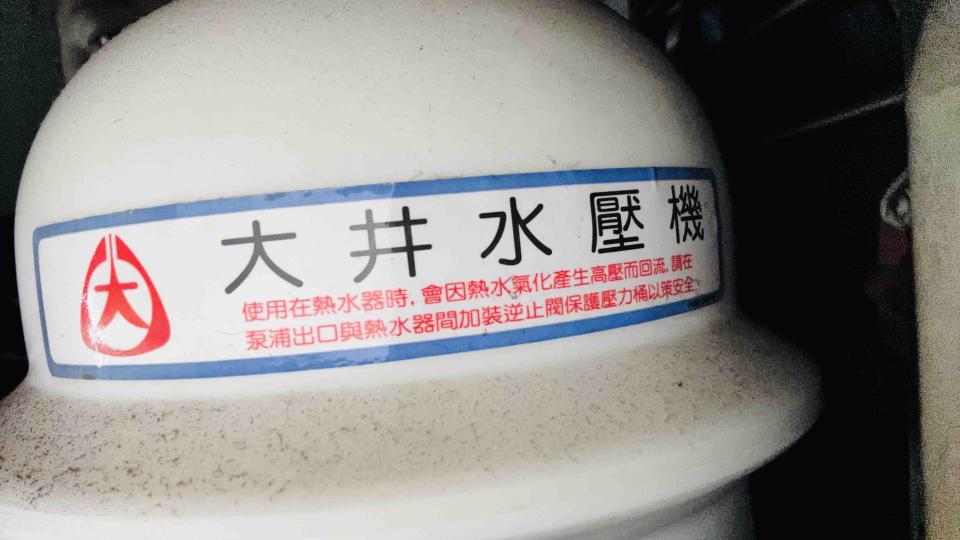 大
大井水壓機
使用在熱水器時，會因熱水氣化產生高壓而回流，請在
泵浦出口與熱水器間加裝逆止閥保護壓力桶以策安全。